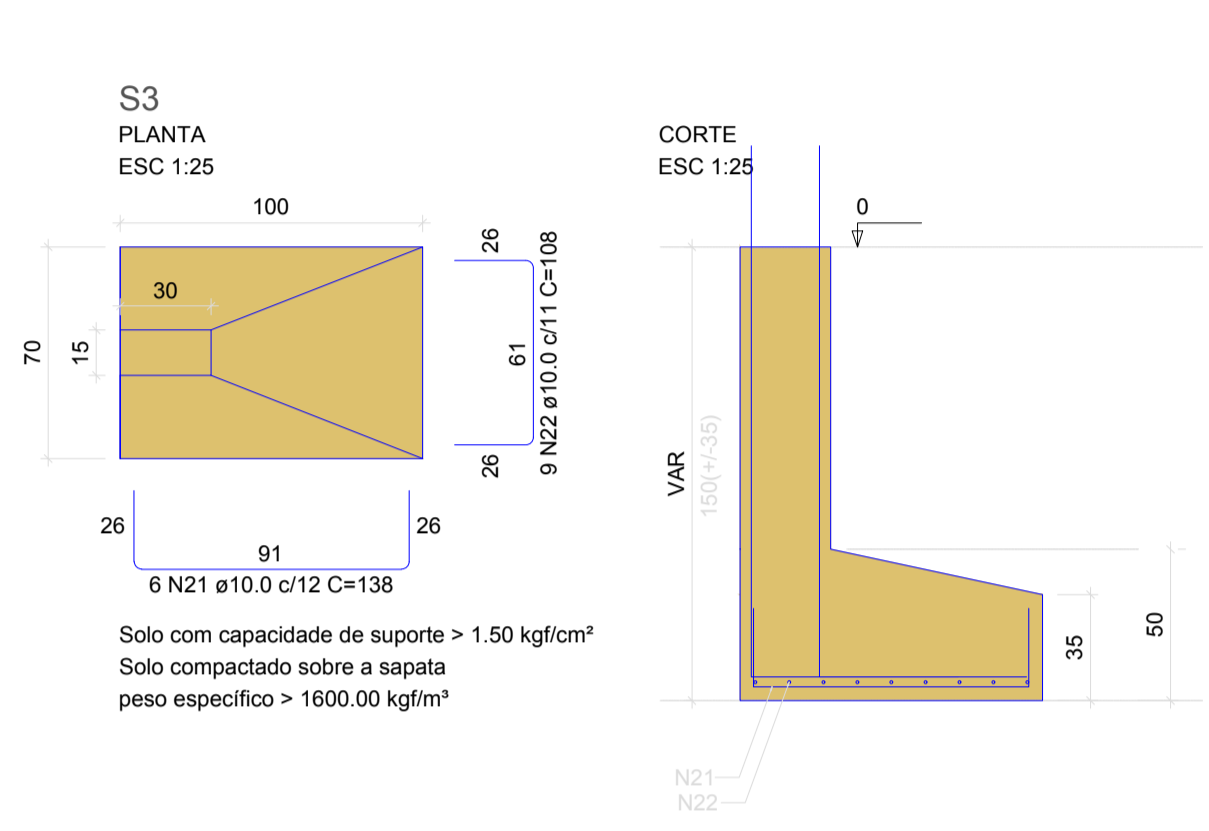 S3
PLANTA
ESC 1:25
100
30
70
15
26
61
26
9 N22 ø10.0 c/11 C=108
26
26
91
6 N21 ø10.0 c/12 C=138
Solo com capacidade de suporte > 1.50 kgf/cm²
Solo compactado sobre a sapata
peso específico > 1600.00 kgf/m³
CORTE
ESC 1:25
0
VAR
150(+/-35)
35
50
N21
N22